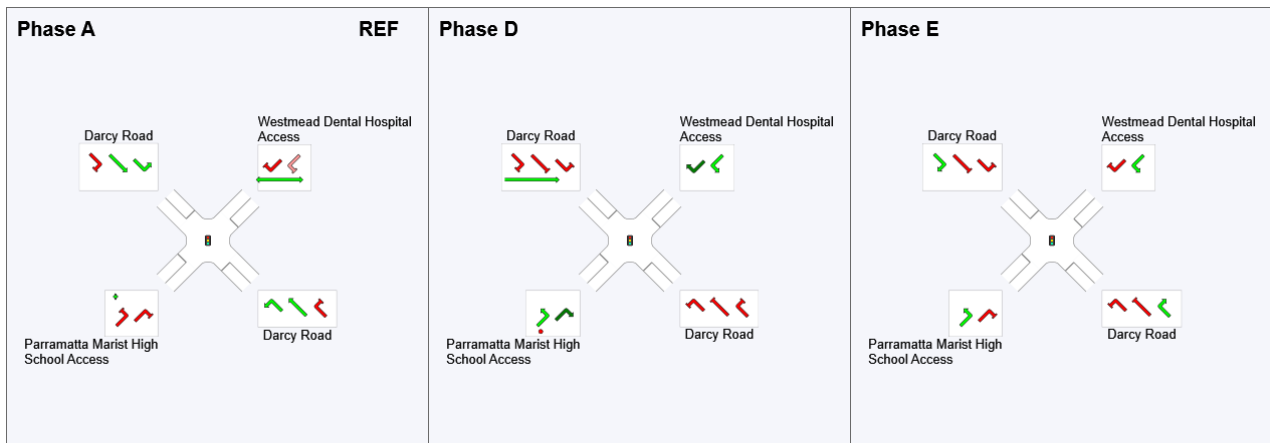 Phase A
REF
Darcy Road
Westmead Dental Hospital
Access
Parramatta Marist High
School Access
Darcy Road
Phase D
Darcy Road
Westmead Dental Hospital
Access
Parramatta Marist High
School Access
Darcy Road
Phase E
Darcy Road
Westmead Dental Hospital
Access
Parramatta Marist High
School Access
Darcy Road